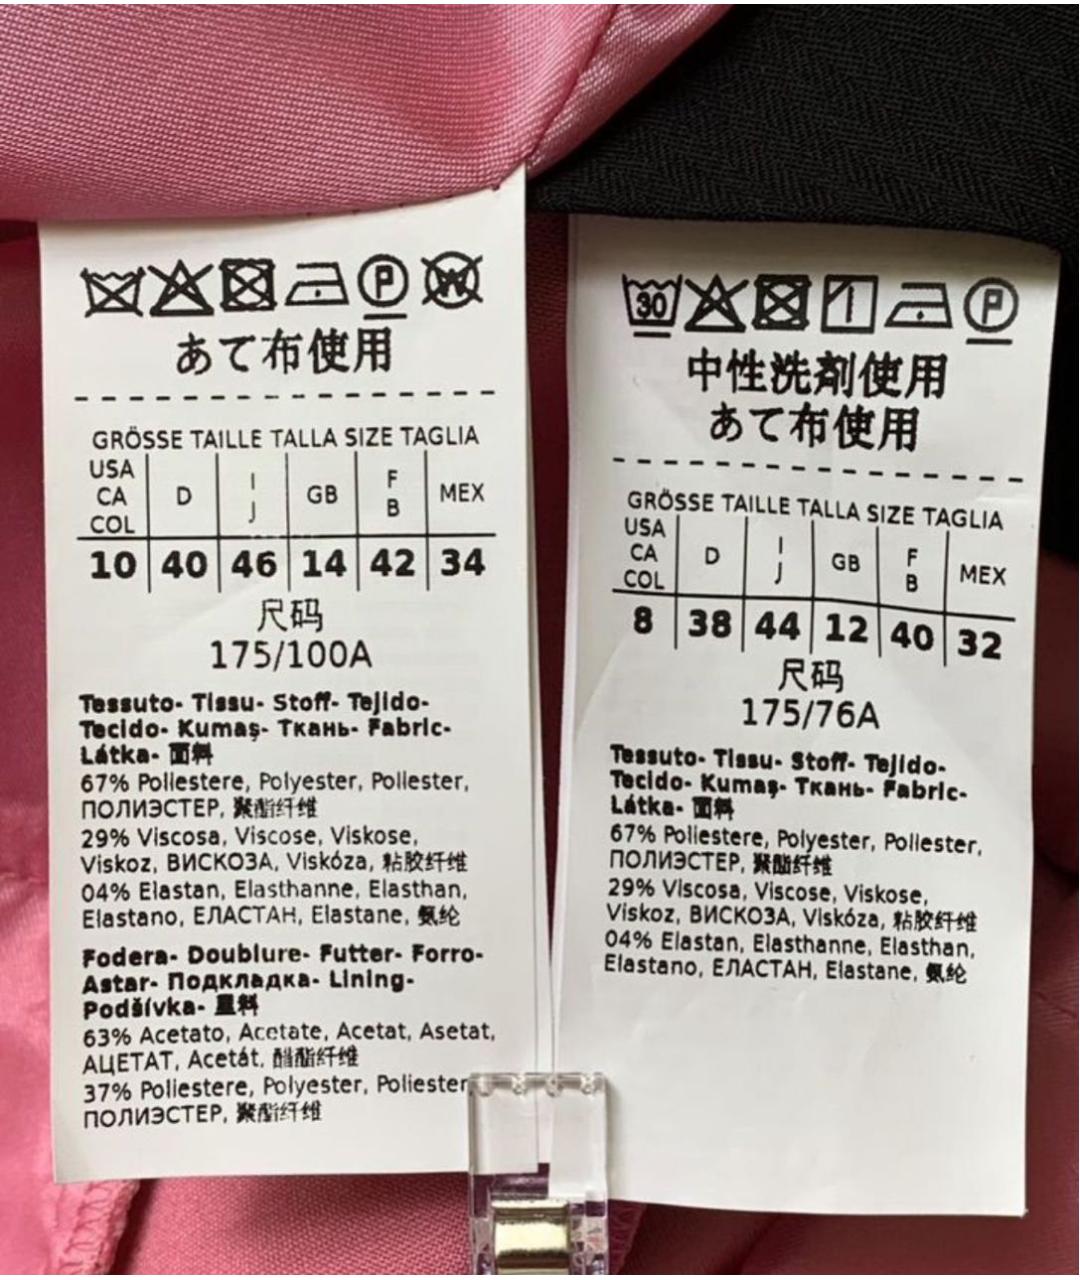 あて布使用
GRÖSSE TAILLE TALLA SIZE TAGLIA
USA CA COL D I J GB F B MEX
10 40 46 14 42 34
尺码
175/100A
Tessuto- Tissu- Stoff- Tejido-
Tecido- Kumaş- Ткань- Fabric-
Látka- 面料
67% Poliestere, Polyester, Poliester,
ПОЛИЭСТЕР, 聚酯纤维
29% Viscosa, Viscose, Viskose,
Viskoz, ВИСКОЗА, Viskóza, 粘胶纤维
04% Elastan, Elasthanne, Elasthan,
Elastano, ЕЛАСТАН, Elastane, 氨纶
Fodera- Doublure- Futter- Forro-
Astar- Подкладка- Lining-
Podšívka- 里料
63% Acetato, Acetate, Acetat, Asetat,
АЦЕТАТ, Acetát, 醋酯纤维
37% Poliestere, Polyester, Poliester
ПОЛИЭСТЕР, 聚酯纤维
30
中性洗剤使用
あて布使用
GRÖSSE TAILLE TALLA SIZE TAGLIA
USA CA COL D I J GB F B MEX
8 38 44 12 40 32
尺码
175/76A
Tessuto- Tissu- Stoff- Tejido-
Tecido- Kumaş- Ткань- Fabric-
Látka- 面料
67% Poliestere, Polyester, Poliester,
ПОЛИЭСТЕР, 聚酯纤维
29% Viscosa, Viscose, Viskose,
Viskoz, ВИСКОЗА, Viskóza, 粘胶纤维
04% Elastan, Elasthanne, Elasthan,
Elastano, ЕЛАСТАН, Elastane, 氨纶